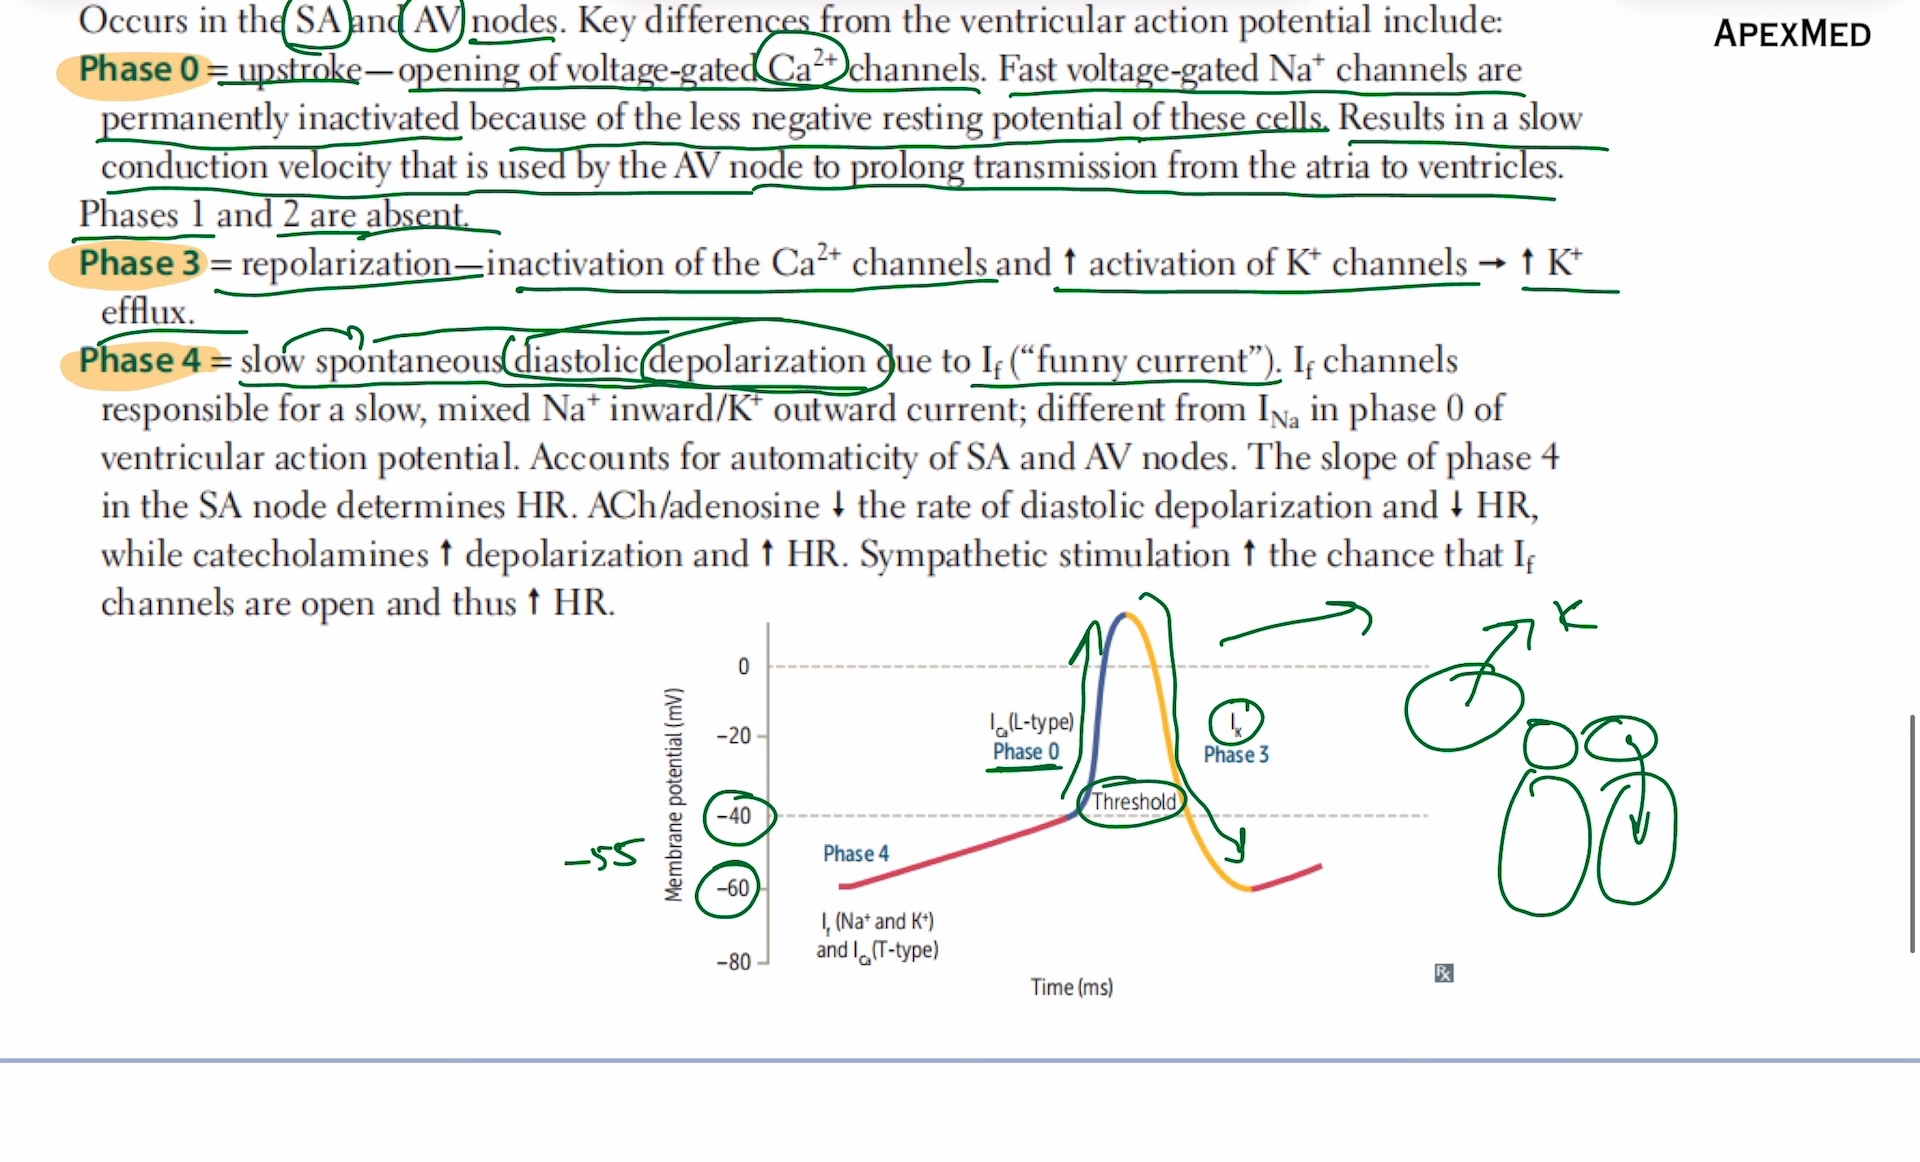 Occurs in the SA and AV nodes. Key differences from the ventricular action potential include:
APEXMED
Phase 0 = upstroke—opening of voltage-gated Ca²⁺ channels. Fast voltage-gated Na⁺ channels are
permanently inactivated because of the less negative resting potential of these cells. Results in a slow
conduction velocity that is used by the AV node to prolong transmission from the atria to ventricles.
Phases 1 and 2 are absent.
Phase 3 = repolarization—inactivation of the Ca²⁺ channels and ↑ activation of K⁺ channels → ↑ K⁺
efflux.
Phase 4 = slow spontaneous diastolic depolarization due to If (“funny current”). If channels
responsible for a slow, mixed Na⁺ inward/K⁺ outward current; different from INa in phase 0 of
ventricular action potential. Accounts for automaticity of SA and AV nodes. The slope of phase 4
in the SA node determines HR. ACh/adenosine ↓ the rate of diastolic depolarization and ↓ HR,
while catecholamines ↑ depolarization and ↑ HR. Sympathetic stimulation ↑ the chance that If
channels are open and thus ↑ HR.
K
0
ICa (L-type)
Phase 0
IK
Phase 3
-20
Membrane potential (mV)
-40
Threshold
-55
Phase 4
-60
If (Na⁺ and K⁺)
and ICa (T-type)
-80
Time (ms)
Rx